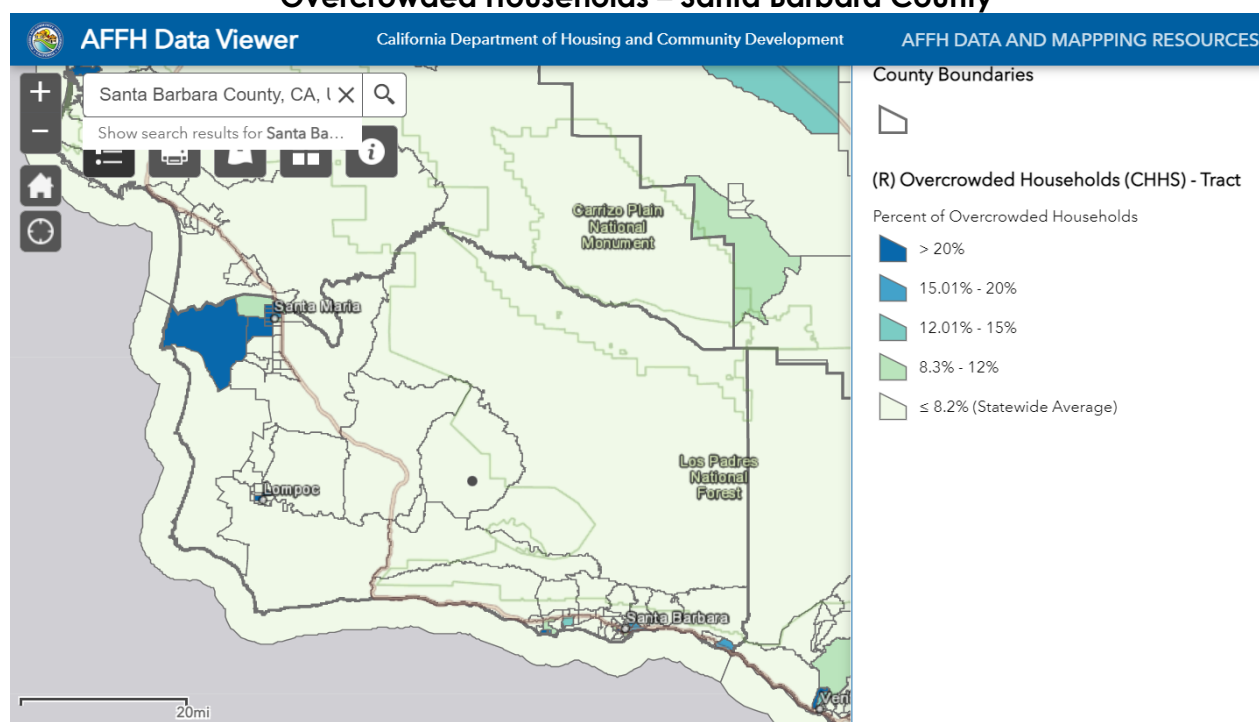 Overcrowded Households – Santa Barbara County
AFFH Data Viewer
California Department of Housing and Community Development
AFFH DATA AND MAPPPING RESOURCES
Santa Barbara County, CA, U
Show search results for Santa Ba...
County Boundaries
(R) Overcrowded Households (CHHS) - Tract
Percent of Overcrowded Households
> 20%
15.01% - 20%
12.01% - 15%
8.3% - 12%
≤ 8.2% (Statewide Average)
Carrizo Plain
National
Monument
Santa Maria
Los Padres
National
Forest
Lompoc
Santa Barbara
Ven
20mi